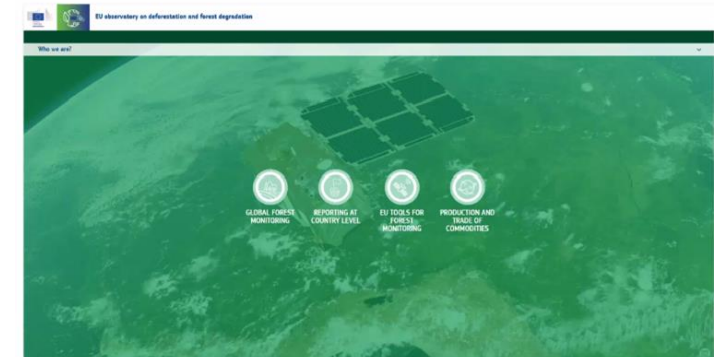 EU observatory on deforestation and forest degradation
Who we are?
GLOBAL FOREST
MONITORING
REPORTING AT
COUNTRY LEVEL
EU TOOLS FOR
FOREST
MONITORING
PRODUCTION AND
TRADE OF
COMMODITIES